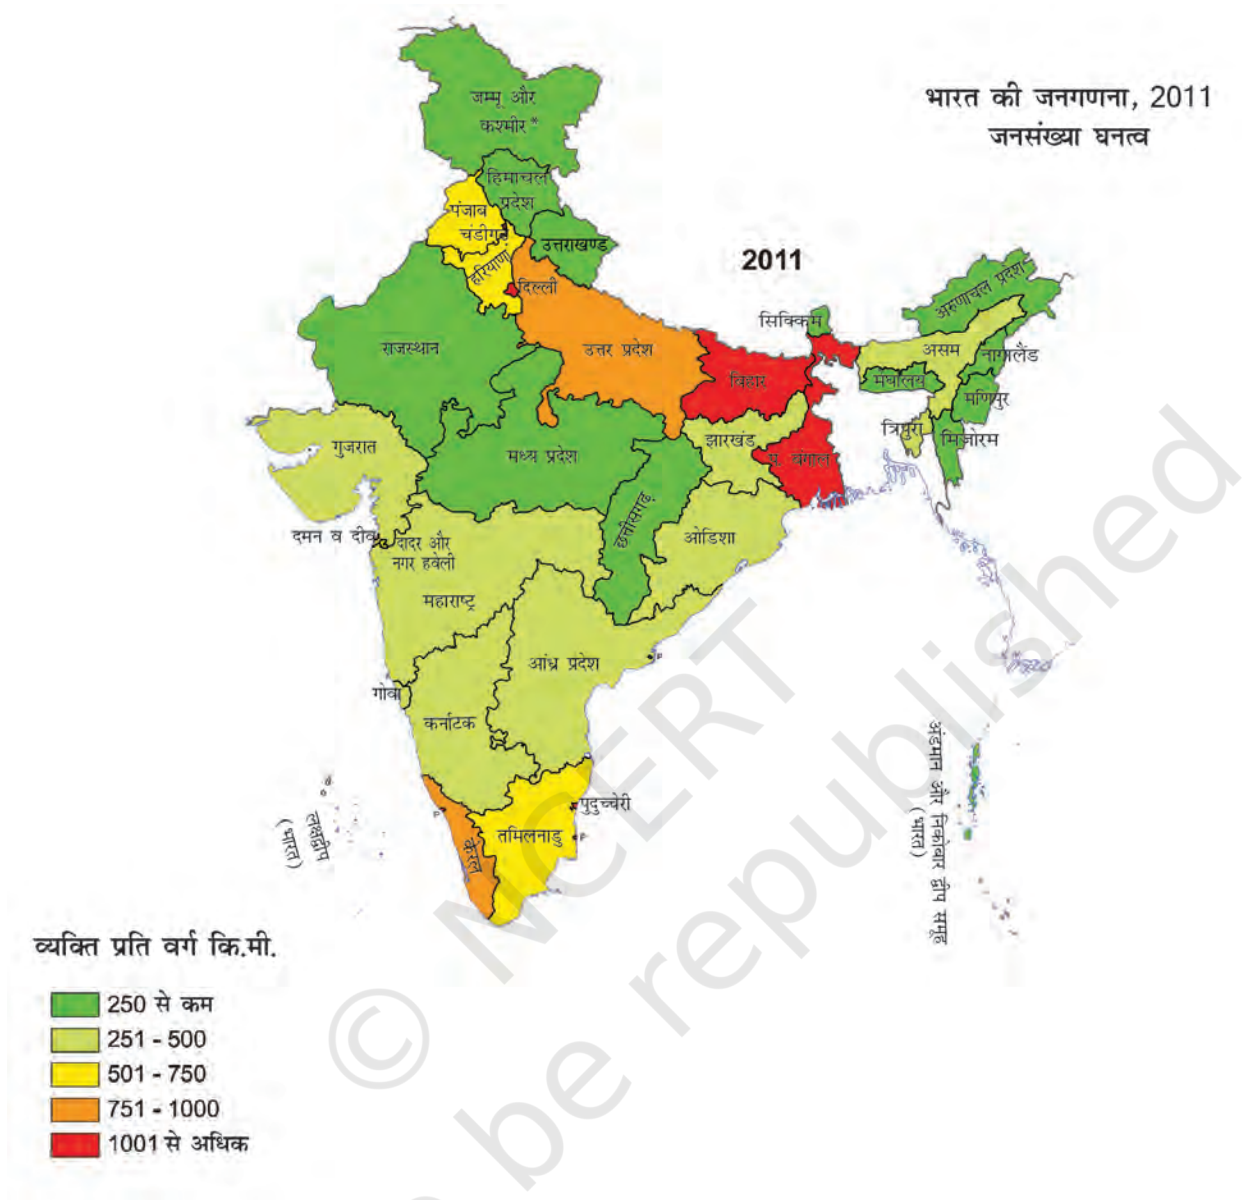 भारत की जनगणना, 2011
जनसंख्या घनत्व
2011
जम्मू और
कश्मीर *
हिमाचल
प्रदेश
पंजाब
चंडीगढ़
उत्तराखण्ड
हरियाणा
दिल्ली
अरुणाचल प्रदेश
सिक्किम
राजस्थान
उत्तर प्रदेश
असम
नागालैंड
बिहार
मेघालय
मणिपुर
गुजरात
झारखंड
त्रिपुरा
मिज़ोरम
मध्य प्रदेश
प. बंगाल
छत्तीसगढ़
दमन व दीव
दादर और
नगर हवेली
ओडिशा
महाराष्ट्र
आंध्र प्रदेश
P
गोवा
कर्नाटक
अंडमान और निकोबार द्वीप समूह
(भारत)
पुदुच्चेरी
P
लक्षद्वीप
(भारत)
तमिलनाडु
P
केरल
व्यक्ति प्रति वर्ग कि.मी.
250 से कम
251 - 500
501 - 750
751 - 1000
1001 से अधिक
© NCERT
be republished